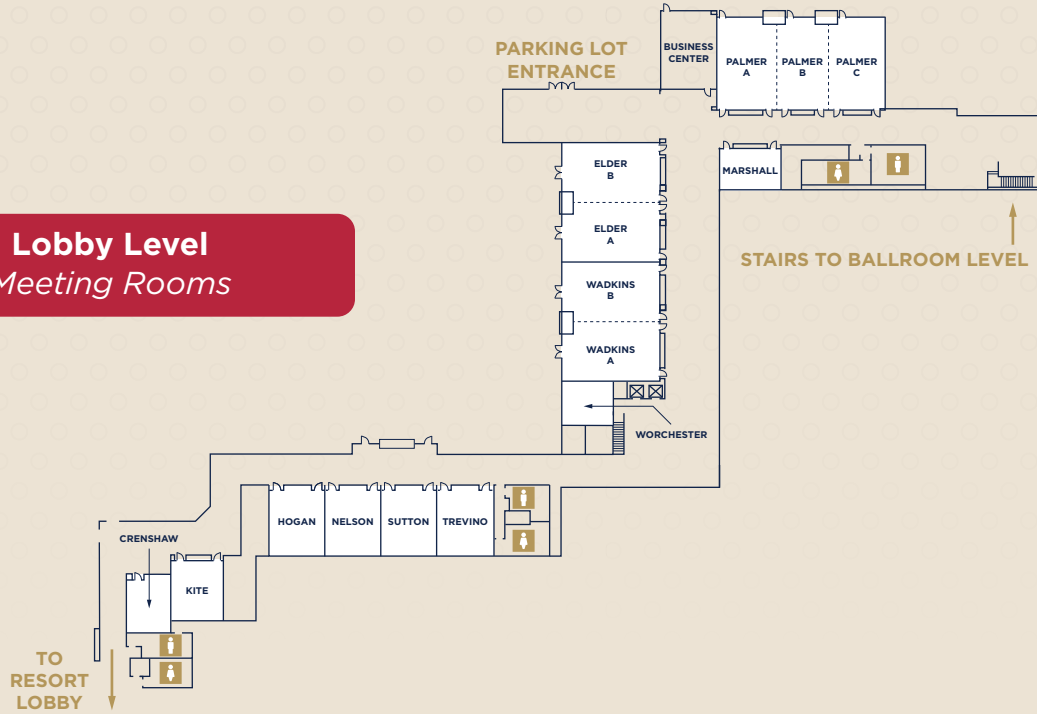 PARKING LOT
ENTRANCE
BUSINESS
CENTER
PALMER
A
PALMER
B
PALMER
C
ELDER
B
MARSHALL
Lobby Level
Meeting Rooms
ELDER
A
STAIRS TO BALLROOM LEVEL
WADKINS
B
WADKINS
A
WORCHESTER
HOGAN
NELSON
SUTTON
TREVINO
CRENSHAW
KITE
TO
RESORT
LOBBY